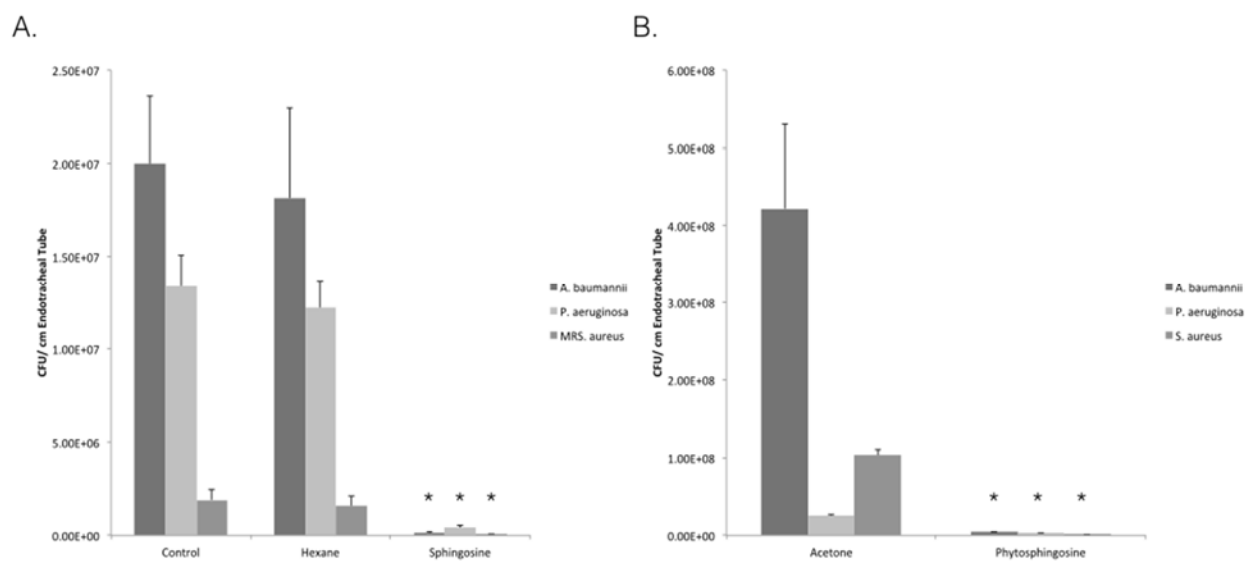 A.
2.50E+07
2.00E+07
1.50E+07
1.00E+07
5.00E+06
0.00E+00
CFU/ cm Endotracheal Tube
* * *
Control Hexane Sphingosine
A. baumannii
P. aeruginosa
MRS. aureus
B.
6.00E+08
5.00E+08
4.00E+08
3.00E+08
2.00E+08
1.00E+08
0.00E+00
CFU/ cm Endotracheal Tube
* * *
Acetone Phytosphingosine
A. baumannii
P. aeruginosa
S. aureus